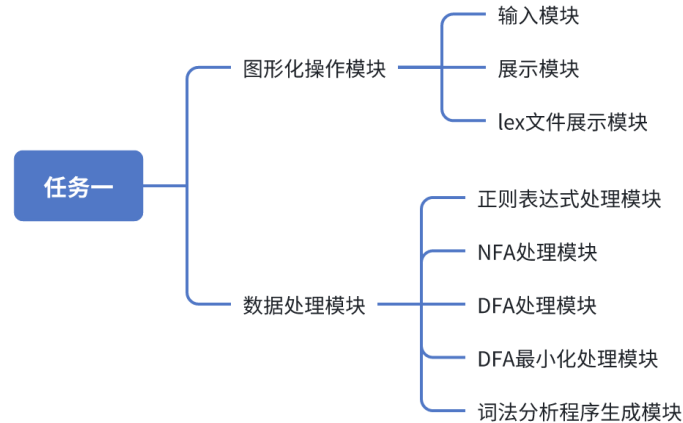 任务一
图形化操作模块
输入模块
展示模块
lex文件展示模块
数据处理模块
正则表达式处理模块
NFA处理模块
DFA处理模块
DFA最小化处理模块
词法分析程序生成模块